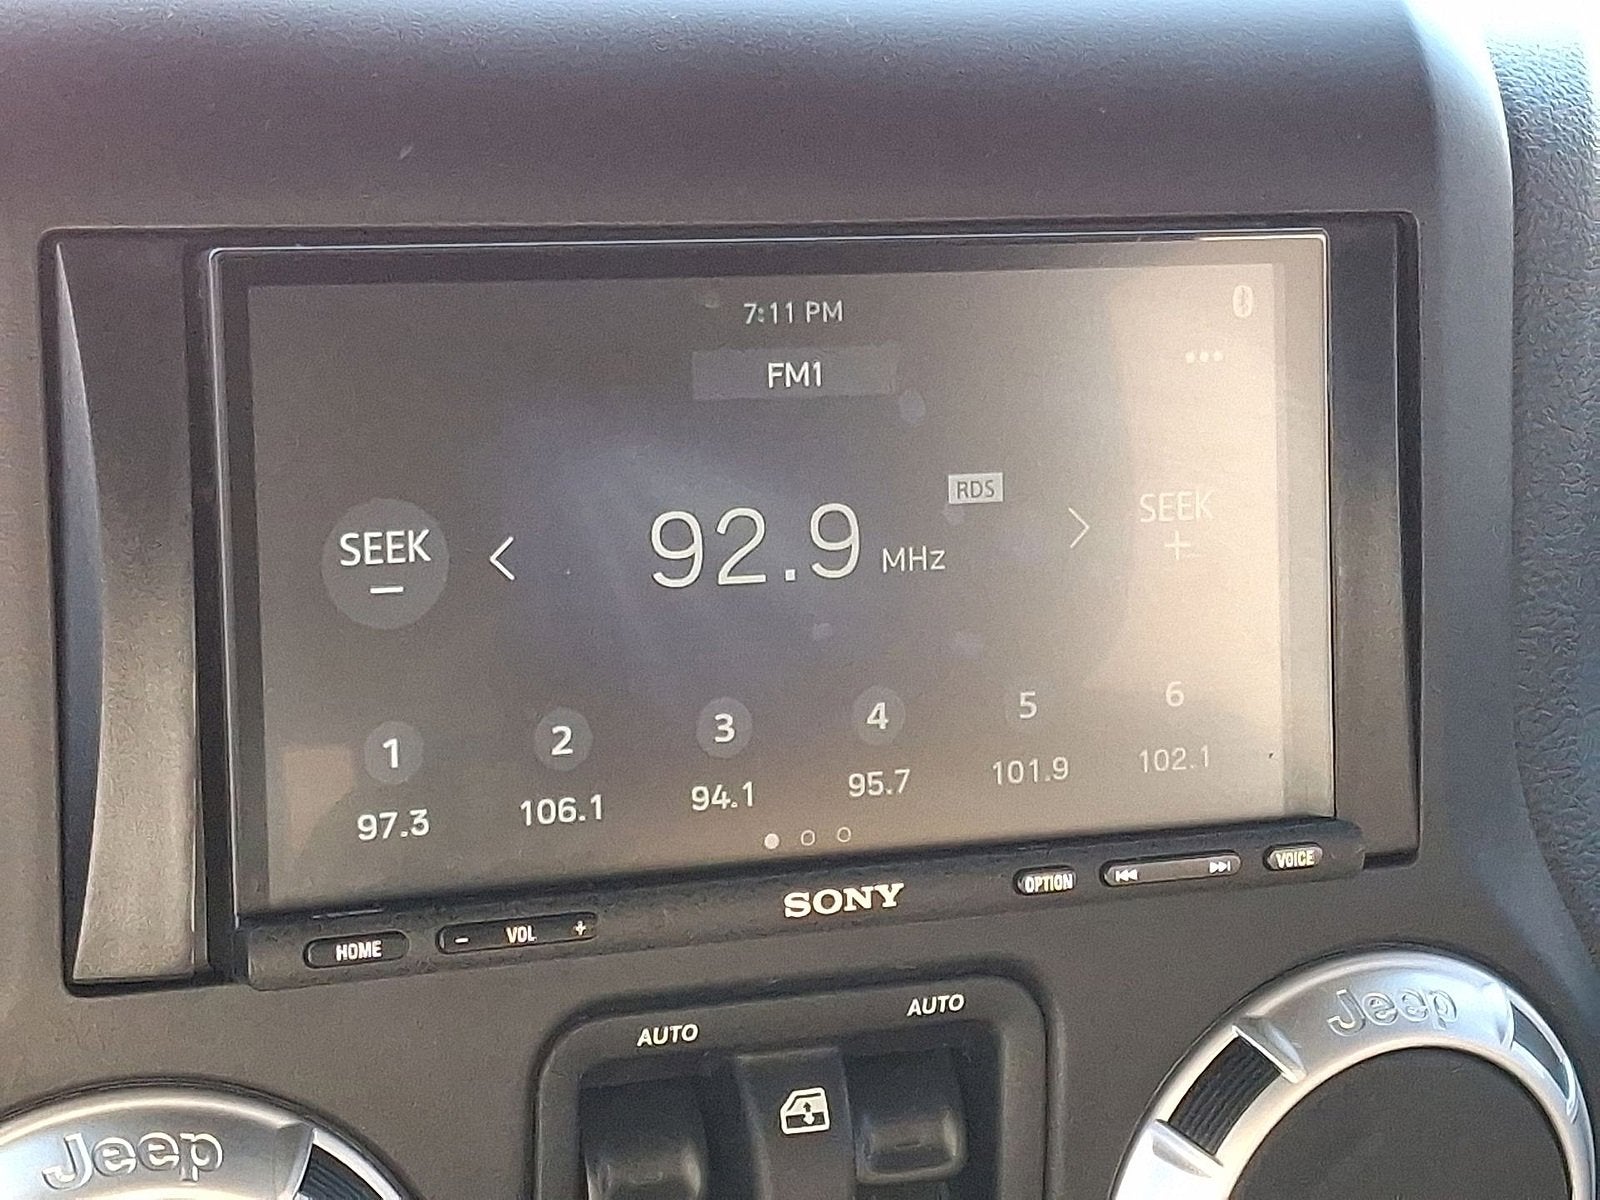 7:11 PM
FM1
RDS
SEEK
−
<
92.9 MHz
>
SEEK
+
1 2 3 4 5 6
97.3 106.1 94.1 95.7 101.9 102.1
SONY
HOME
− VOL +
OPTION
VOICE
AUTO
AUTO
Jeep
Jeep